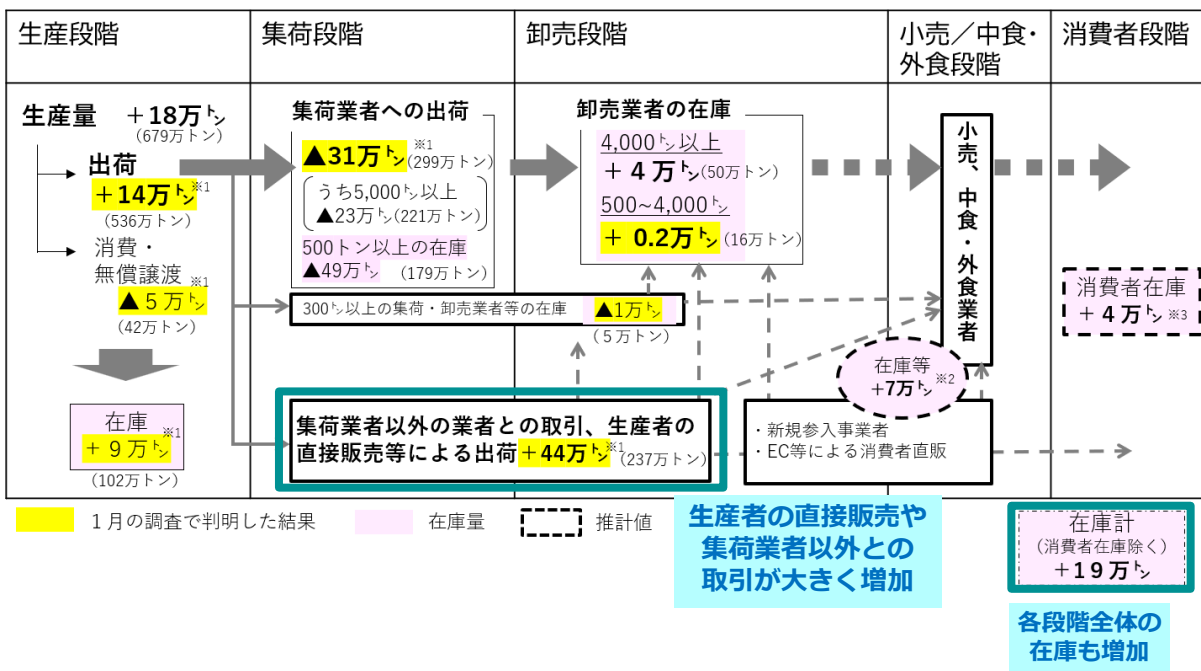 生産段階
集荷段階
卸売段階
小売／中食・
外食段階
消費者段階
生産量 ＋18万㌧
(679万トン)
出荷
＋14万㌧※1
(536万トン)
消費・
無償譲渡 ※1
▲５万㌧
(42万トン)
在庫
＋９万㌧※1
(102万トン)
集荷業者への出荷
▲31万㌧※1(299万トン)
うち5,000㌧以上
▲23万㌧(221万トン)
500トン以上の在庫
▲49万㌧ (179万トン)
300㌧以上の集荷・卸売業者等の在庫 ▲1万㌧
(５万トン)
集荷業者以外の業者との取引、生産者の
直接販売等による出荷＋44万㌧※1(237万トン)
卸売業者の在庫
4,000㌧以上
＋４万㌧(50万トン)
500~4,000㌧
＋ 0.2万㌧(16万トン)
小売、中食・外食業者
在庫等
+7万㌧※2
・新規参入事業者
・EC等による消費者直販
消費者在庫
＋４万㌧※3
１月の調査で判明した結果
在庫量
推計値
生産者の直接販売や
集荷業者以外との
取引が大きく増加
在庫計
(消費者在庫除く)
＋19万㌧
各段階全体の
在庫も増加